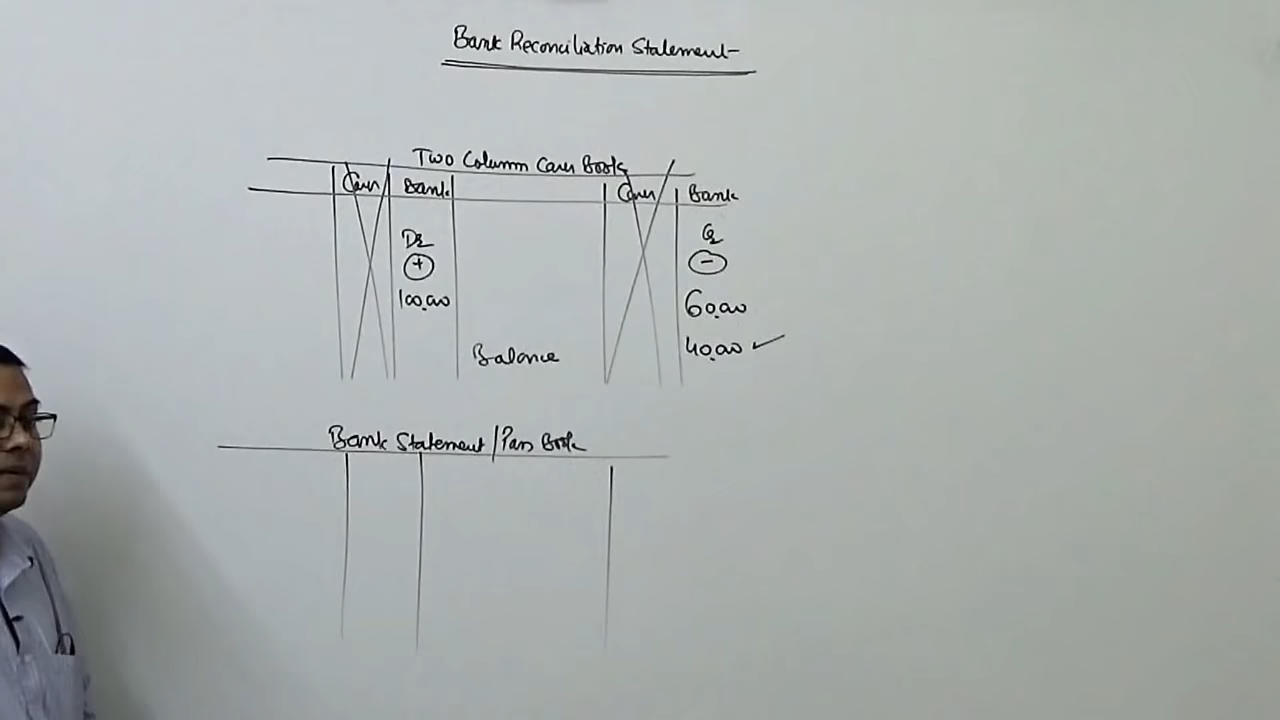 Bank Reconciliation Statement-
Two Column Cash Book
Cash Bank Cash Bank
Dr Cr
+ -
100,00 60,00
Balance 40,00 ✓
Bank Statement/Pass Book